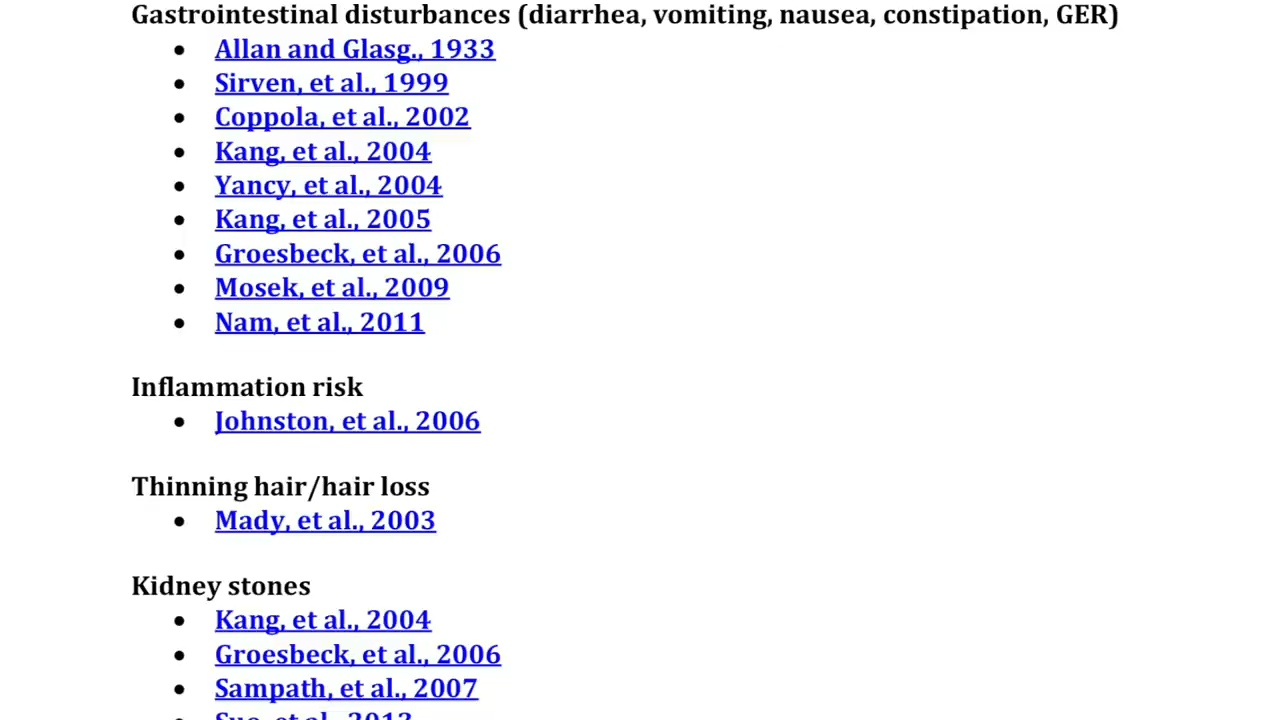 Gastrointestinal disturbances (diarrhea, vomiting, nausea, constipation, GER)
• Allan and Glasg., 1933
• Sirven, et al., 1999
• Coppola, et al., 2002
• Kang, et al., 2004
• Yancy, et al., 2004
• Kang, et al., 2005
• Groesbeck, et al., 2006
• Mosek, et al., 2009
• Nam, et al., 2011
Inflammation risk
• Johnston, et al., 2006
Thinning hair/hair loss
• Mady, et al., 2003
Kidney stones
• Kang, et al., 2004
• Groesbeck, et al., 2006
• Sampath, et al., 2007
• et al., 2013